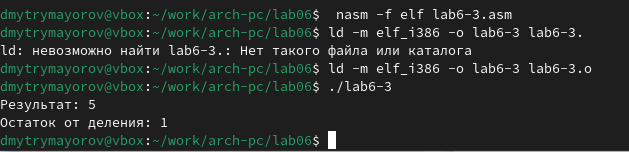 dmytrymayorov@vbox:~/work/arch-pc/lab06$  nasm -f elf lab6-3.asm
dmytrymayorov@vbox:~/work/arch-pc/lab06$ ld -m elf_i386 -o lab6-3 lab6-3.
ld: невозможно найти lab6-3.: Нет такого файла или каталога
dmytrymayorov@vbox:~/work/arch-pc/lab06$ ld -m elf_i386 -o lab6-3 lab6-3.o
dmytrymayorov@vbox:~/work/arch-pc/lab06$ ./lab6-3
Результат: 5
Остаток от деления: 1
dmytrymayorov@vbox:~/work/arch-pc/lab06$